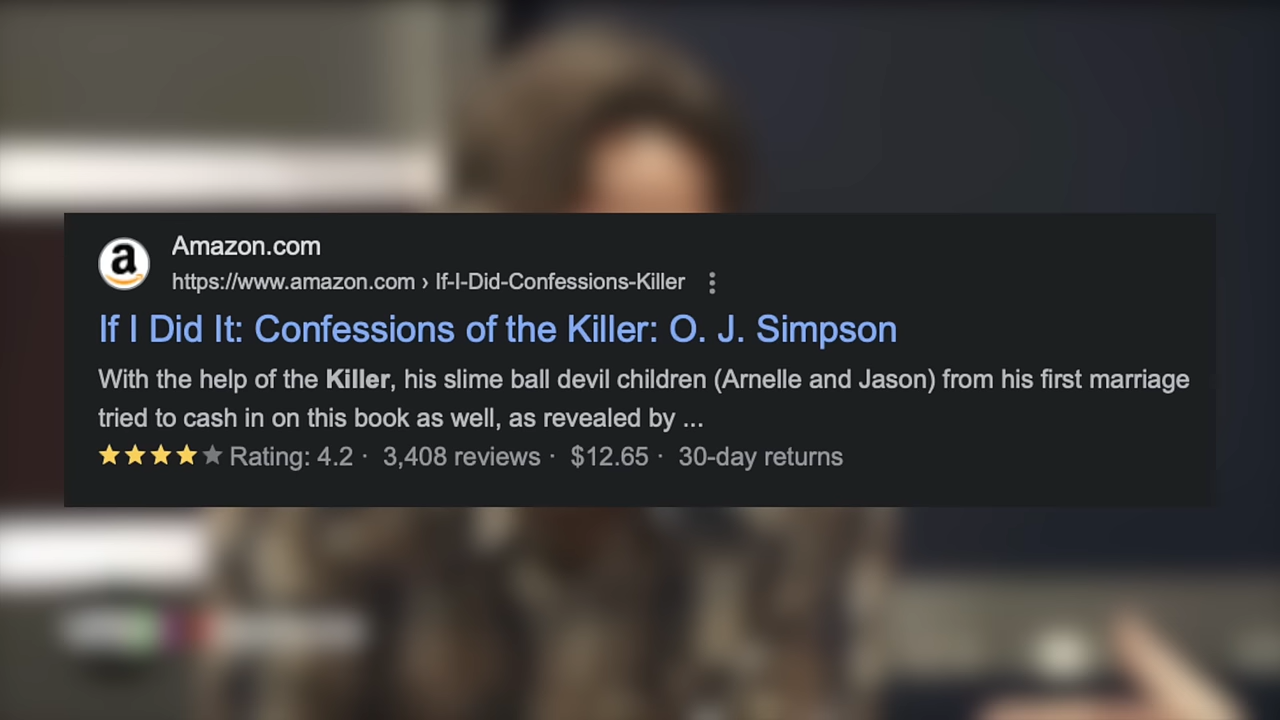 Amazon.com
https://www.amazon.com › If-I-Did-Confessions-Killer
If I Did It: Confessions of the Killer: O. J. Simpson
With the help of the Killer, his slime ball devil children (Arnelle and Jason) from his first marriage
tried to cash in on this book as well, as revealed by ...
Rating: 4.2 · 3,408 reviews · $12.65 · 30-day returns